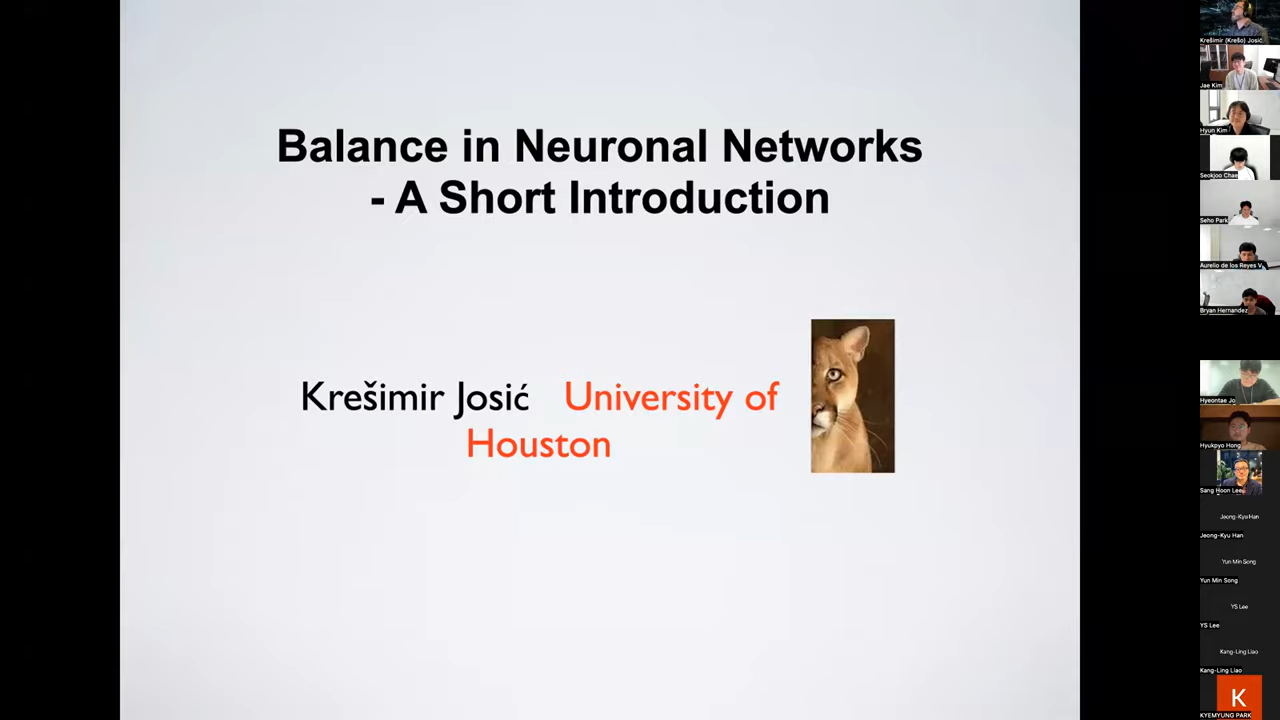 Balance in Neuronal Networks
- A Short Introduction
Krešimir Josić University of
Houston
Krešimir (Krešo) Josić
Jae Kim
Hyun Kim
Seokjoo Chae
Seho Park
Aurelio de los Reyes V
Bryan Hernandez
Hyeontae Jo
Hyukpyo Hong
Sang Hoon Lee
Jeong-Kyu Han
Jeong-Kyu Han
Yun Min Song
Yun Min Song
YS Lee
YS Lee
Kang-Ling Liao
Kang-Ling Liao
K
KYEMYUNG PARK